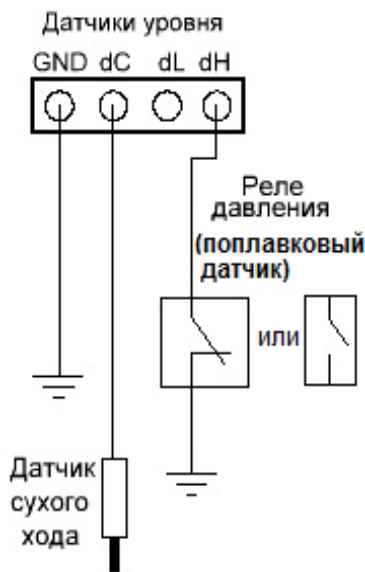 Датчики уровня
GND dC dL dH
Реле
давления
(поплавковый
датчик)
или
Датчик
сухого
хода